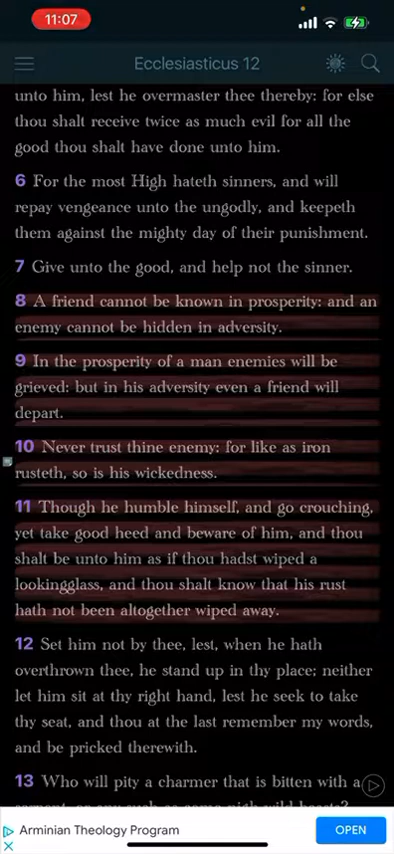 11:07
Ecclesiasticus 12
unto him, lest he overmaster thee thereby: for else
thou shalt receive twice as much evil for all the
good thou shalt have done unto him.
6 For the most High hateth sinners, and will
repay vengeance unto the ungodly, and keepeth
them against the mighty day of their punishment.
7 Give unto the good, and help not the sinner.
8 A friend cannot be known in prosperity: and an
enemy cannot be hidden in adversity.
9 In the prosperity of a man enemies will be
grieved: but in his adversity even a friend will
depart.
10 Never trust thine enemy: for like as iron
rusteth, so is his wickedness.
11 Though he humble himself, and go crouching,
yet take good heed and beware of him, and thou
shalt be unto him as if thou hadst wiped a
lookingglass, and thou shalt know that his rust
hath not been altogether wiped away.
12 Set him not by thee, lest, when he hath
overthrown thee, he stand up in thy place; neither
let him sit at thy right hand, lest he seek to take
thy seat, and thou at the last remember my words,
and be pricked therewith.
13 Who will pity a charmer that is bitten with a
Arminian Theology Program
OPEN